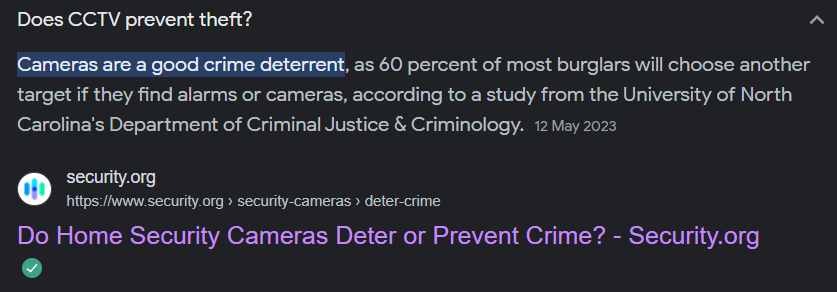 Does CCTV prevent theft?
Cameras are a good crime deterrent, as 60 percent of most burglars will choose another
target if they find alarms or cameras, according to a study from the University of North
Carolina's Department of Criminal Justice & Criminology. 12 May 2023
security.org
https://www.security.org › security-cameras › deter-crime
Do Home Security Cameras Deter or Prevent Crime? - Security.org